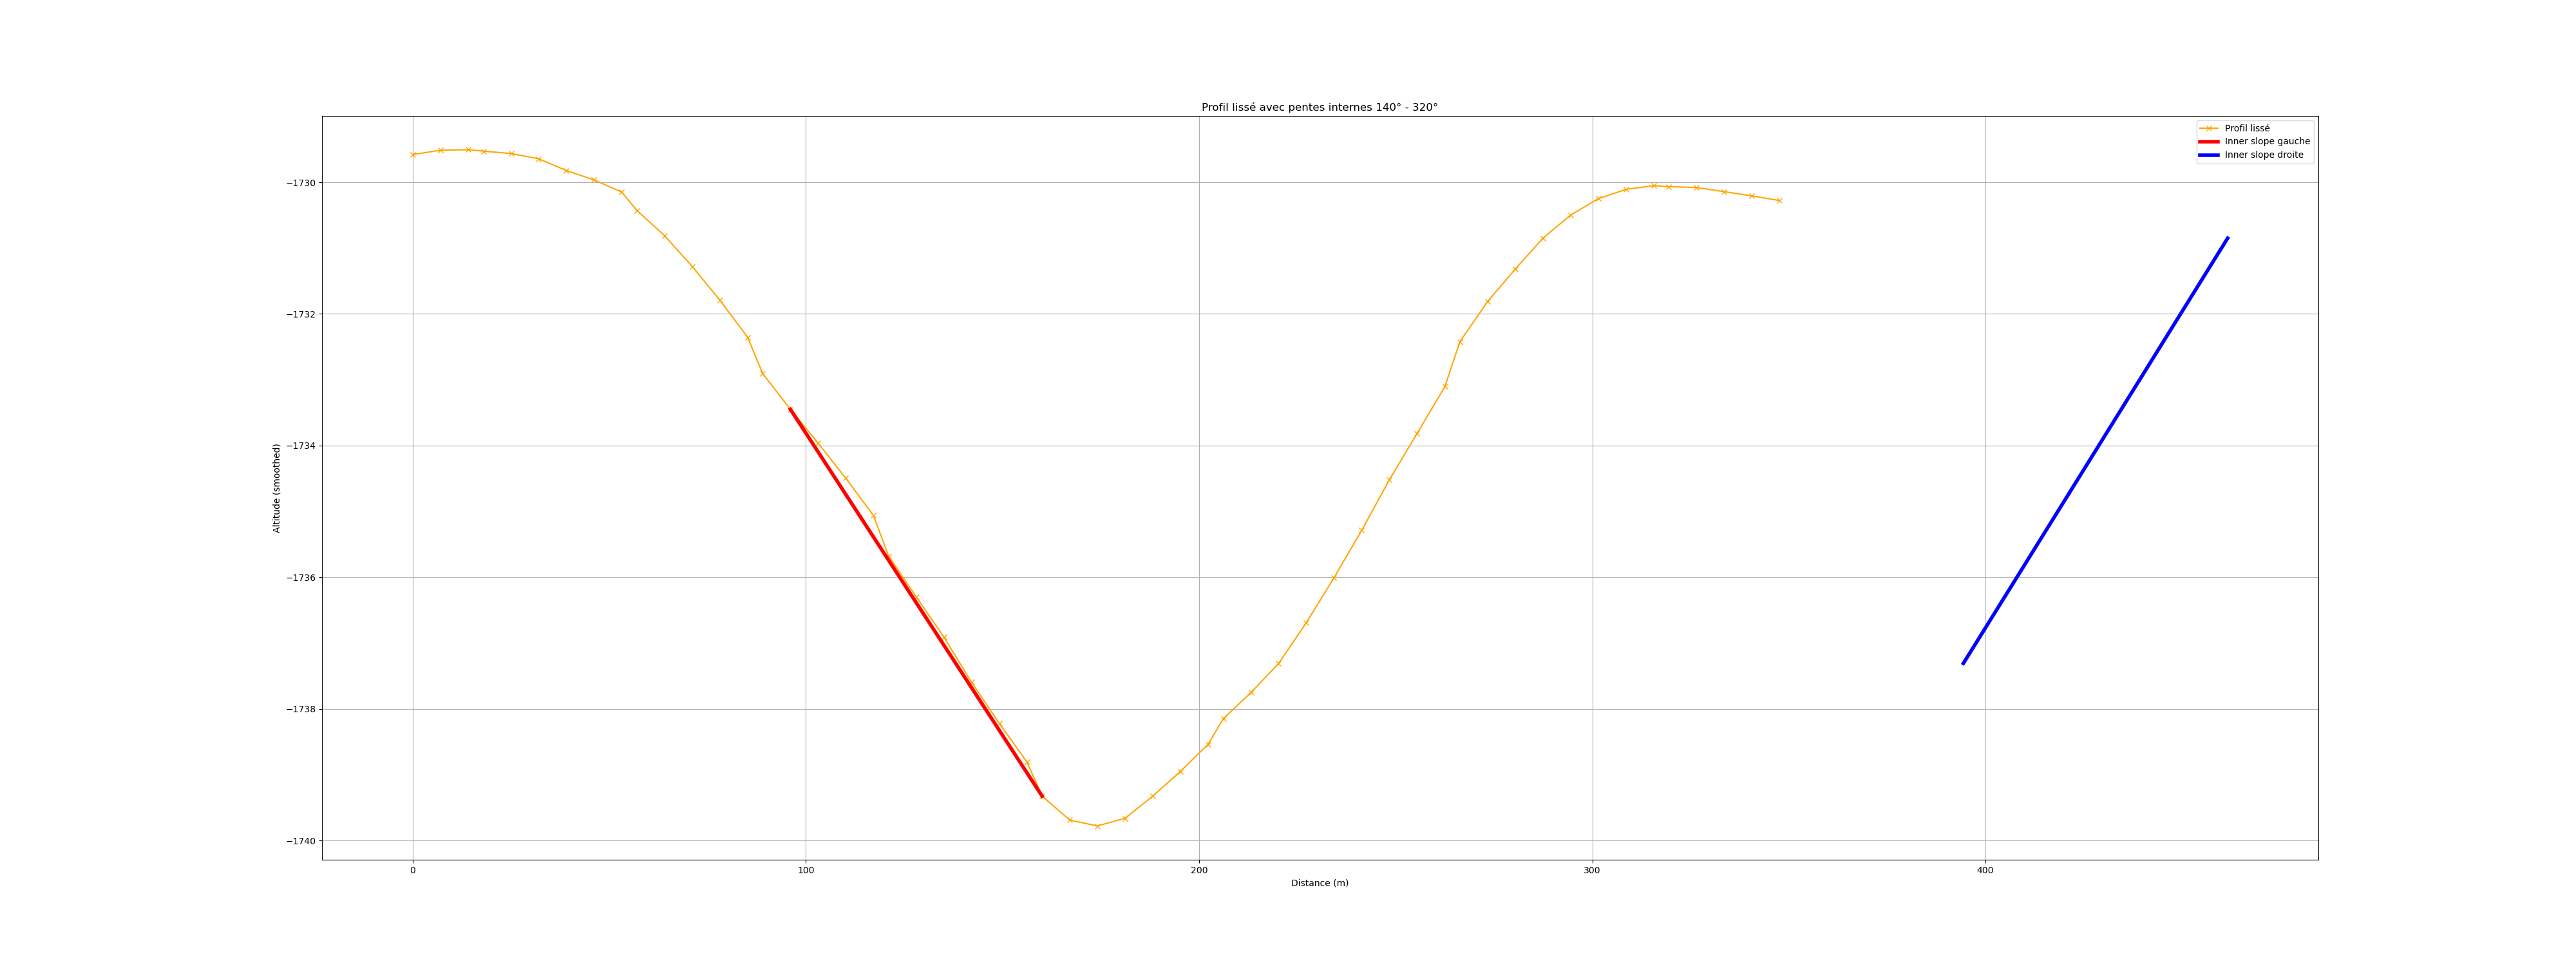 Profil lissé avec pentes internes 140° - 320°
Profil lissé
Inner slope gauche
Inner slope droite
Altitude (smoothed)
−1730
−1732
−1734
−1736
−1738
−1740
0 100 200 300 400
Distance (m)